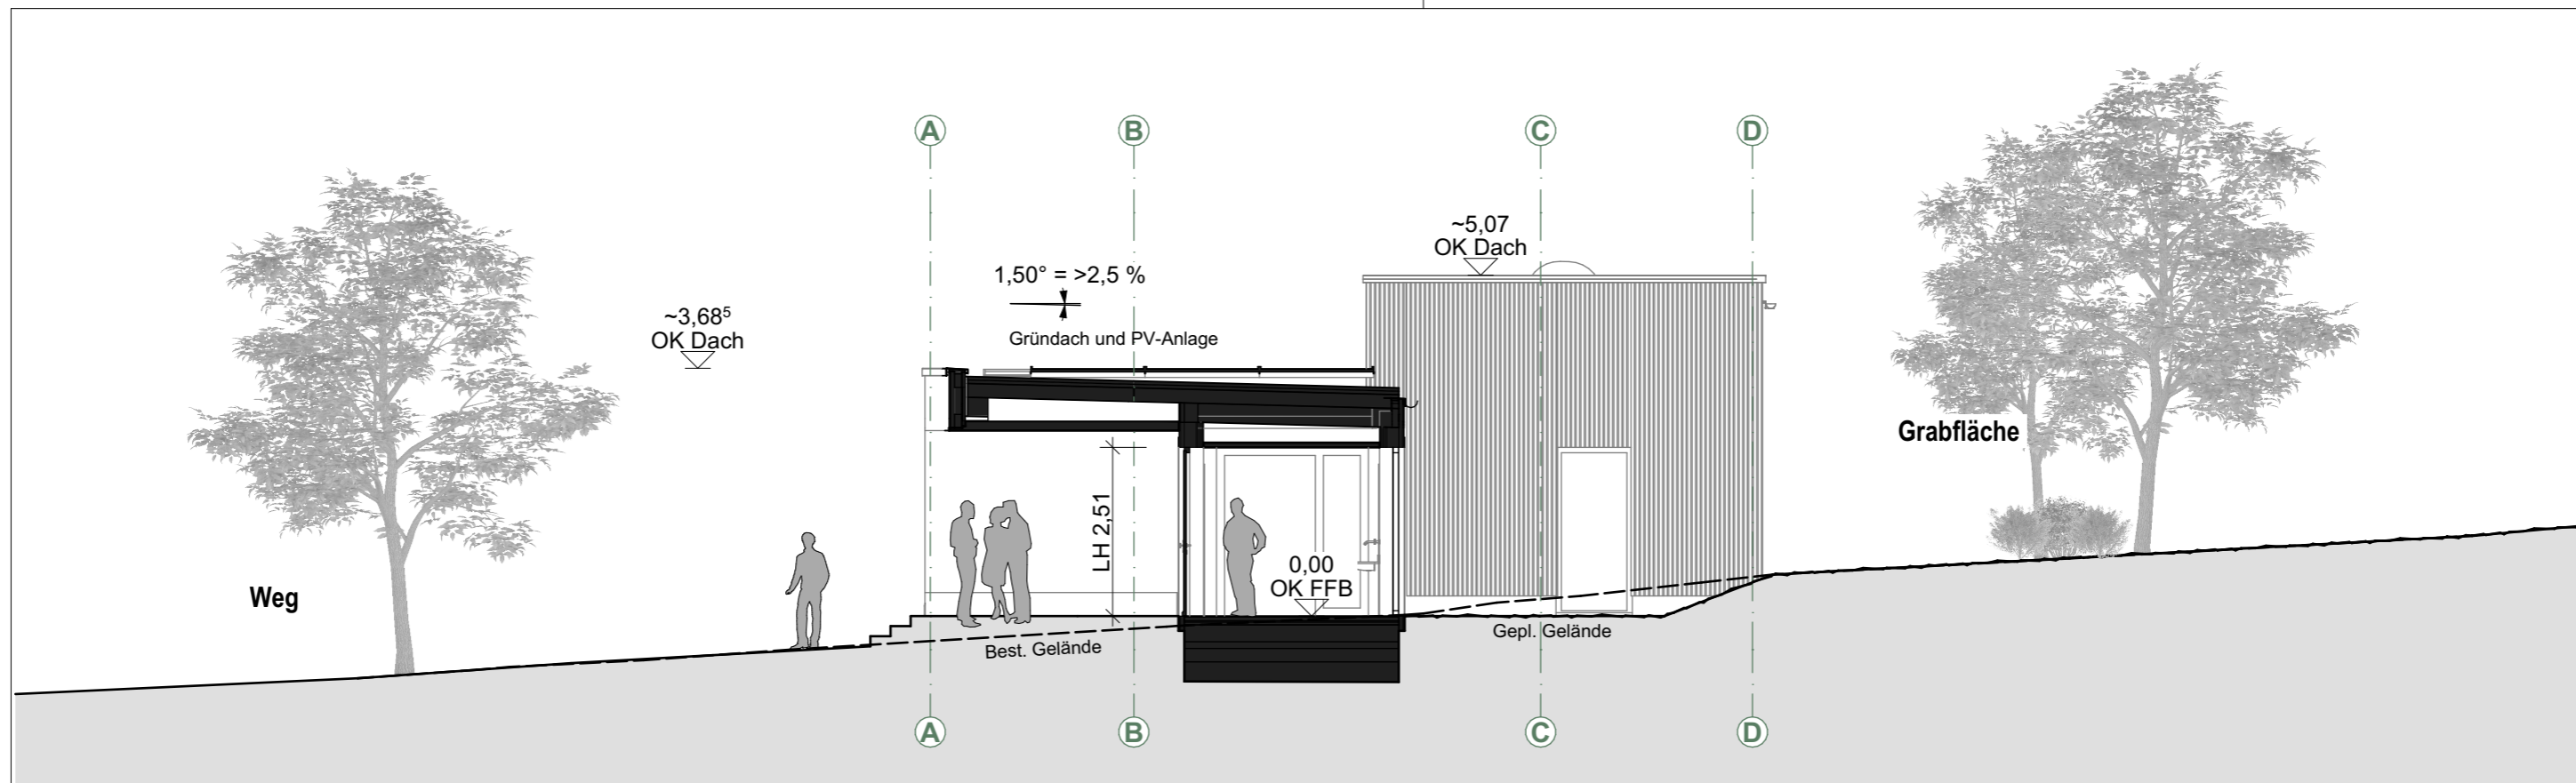 A
B
C
D
~5,07
OK Dach
1,50° = >2,5 %
~3,68⁵
OK Dach
Gründach und PV-Anlage
Grabfläche
LH 2,51
0,00
OK FFB
Weg
Gepl. Gelände
Best. Gelände
A
B
C
D